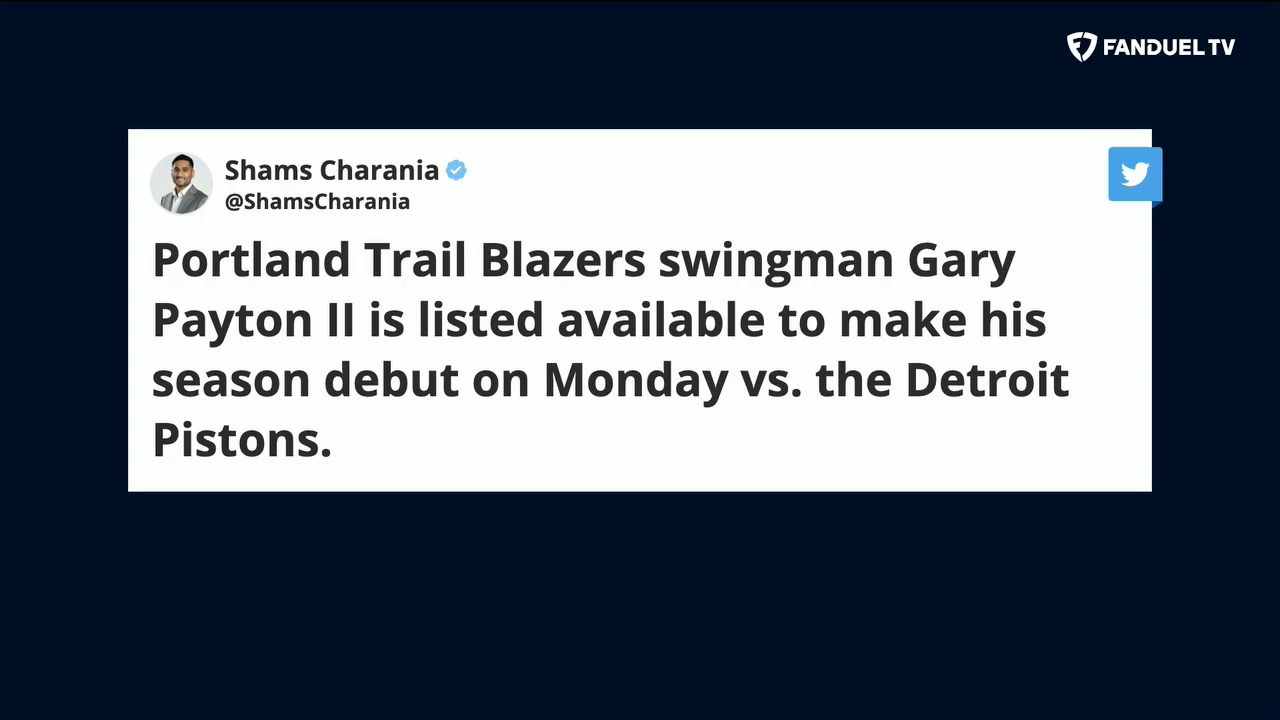 FANDUEL TV
Shams Charania
@ShamsCharania
Portland Trail Blazers swingman Gary
Payton II is listed available to make his
season debut on Monday vs. the Detroit
Pistons.